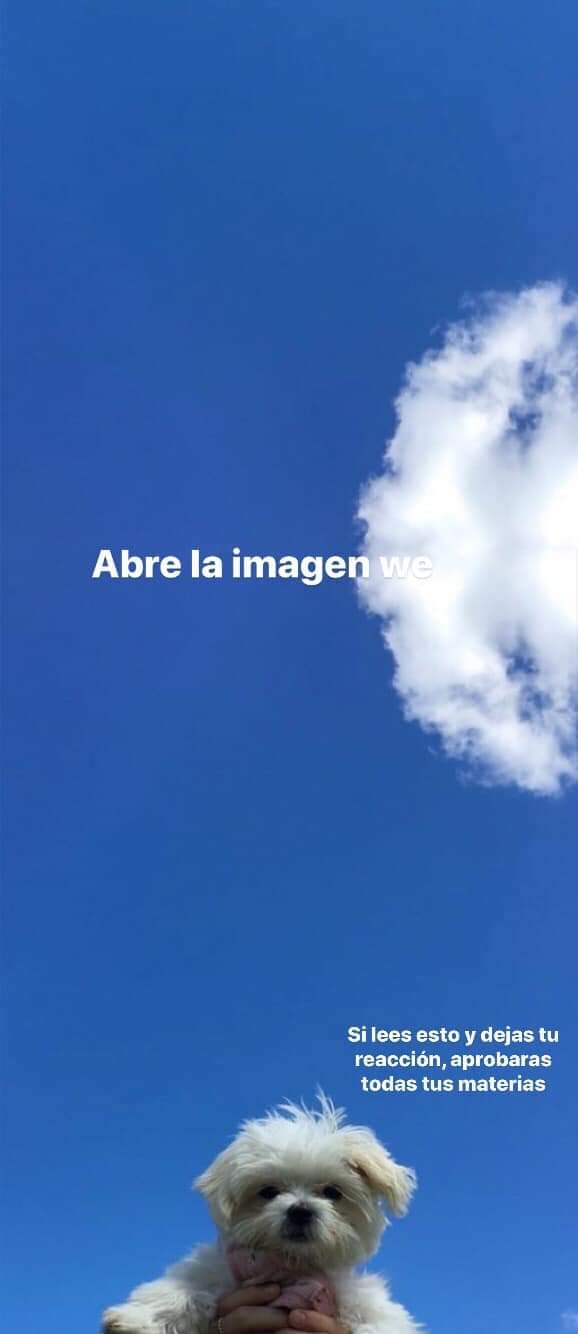 Abre la imagen we
Si lees esto y dejas tu
reacción, aprobaras
todas tus materias